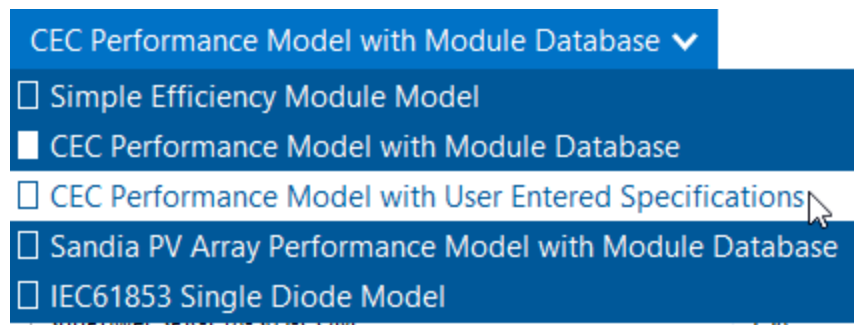 CEC Performance Model with Module Database
Simple Efficiency Module Model
CEC Performance Model with Module Database
CEC Performance Model with User Entered Specifications
Sandia PV Array Performance Model with Module Database
IEC61853 Single Diode Model